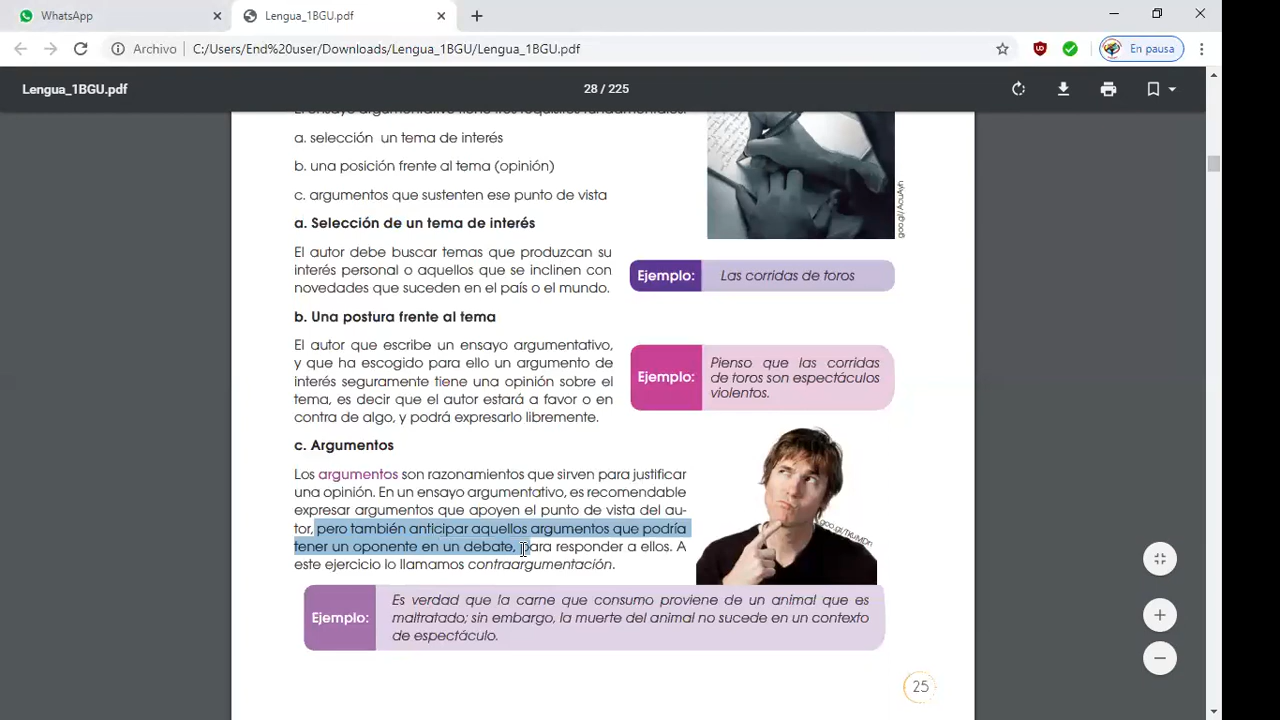 WhatsApp
Lengua_1BGU.pdf
Archivo
C:/Users/End%20user/Downloads/Lengua_1BGU/Lengua_1BGU.pdf
En pausa
Lengua_1BGU.pdf
28 / 225
El ensayo argumentativo tiene tres requisitos fundamentales:
a. selección un tema de interés
b. una posición frente al tema (opinión)
c. argumentos que sustenten ese punto de vista
goo.gl/AcuAyh
a. Selección de un tema de interés
El autor debe buscar temas que produzcan su
interés personal o aquellos que se inclinen con
novedades que suceden en el país o el mundo.
Ejemplo: Las corridas de toros
b. Una postura frente al tema
El autor que escribe un ensayo argumentativo,
y que ha escogido para ello un argumento de
interés seguramente tiene una opinión sobre el
tema, es decir que el autor estará a favor o en
contra de algo, y podrá expresarlo libremente.
Ejemplo:
Pienso que las corridas
de toros son espectáculos
violentos.
c. Argumentos
Los argumentos son razonamientos que sirven para justificar
una opinión. En un ensayo argumentativo, es recomendable
expresar argumentos que apoyen el punto de vista del au-
tor, pero también anticipar aquellos argumentos que podría
tener un oponente en un debate, para responder a ellos. A
este ejercicio lo llamamos contraargumentación.
Ejemplo:
Es verdad que la carne que consumo proviene de un animal que es
maltratado; sin embargo, la muerte del animal no sucede en un contexto
de espectáculo.
25